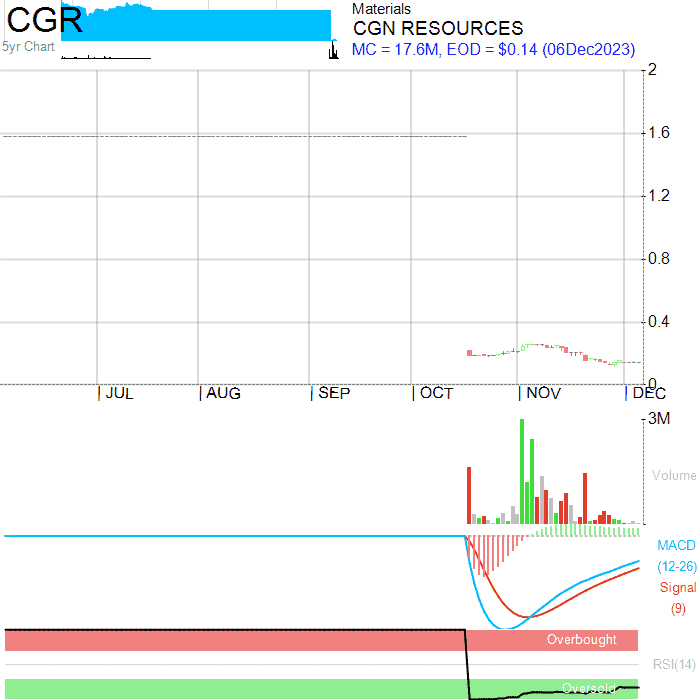 CGR
5yr Chart
Materials
CGN RESOURCES
MC = 17.6M, EOD = $0.14 (06Dec2023)
2
1.6
1.2
0.8
0.4
0
JUL AUG SEP OCT NOV DEC
3M
Volume
MACD
(12-26)
Signal
(9)
Overbought
RSI(14)
Oversold